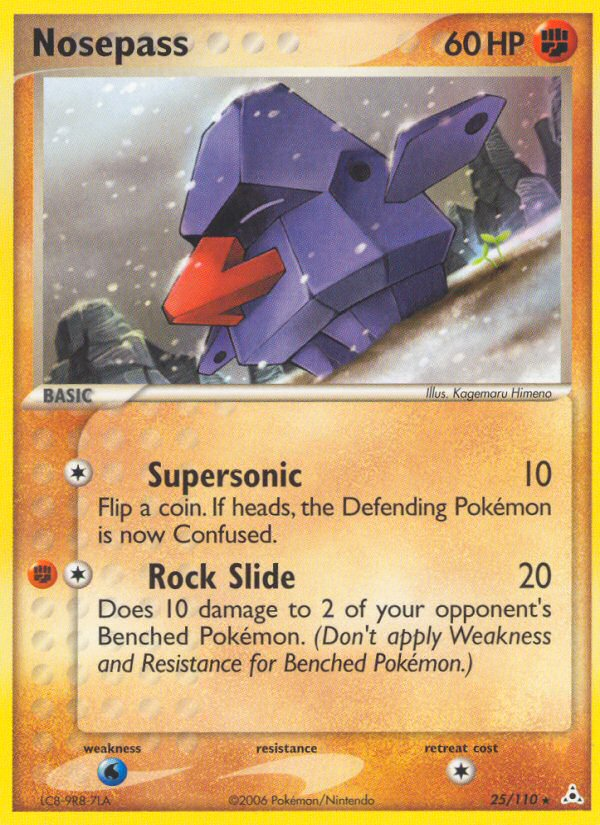 Nosepass 60 HP
BASIC
Illus. Kagemaru Himeno
Supersonic 10
Flip a coin. If heads, the Defending Pokémon
is now Confused.
Rock Slide 20
Does 10 damage to 2 of your opponent's
Benched Pokémon. (Don't apply Weakness
and Resistance for Benched Pokémon.)
weakness resistance retreat cost
LC8-9R8-7LA ©2006 Pokémon/Nintendo 25/110 ★